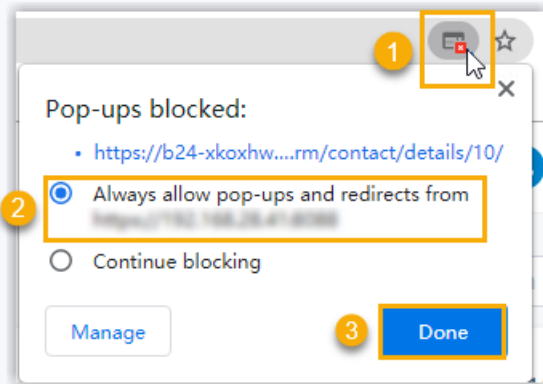 1
Pop-ups blocked:
• https://b24-xkoxhw....rm/contact/details/10/
2
Always allow pop-ups and redirects from
Continue blocking
Manage
3
Done